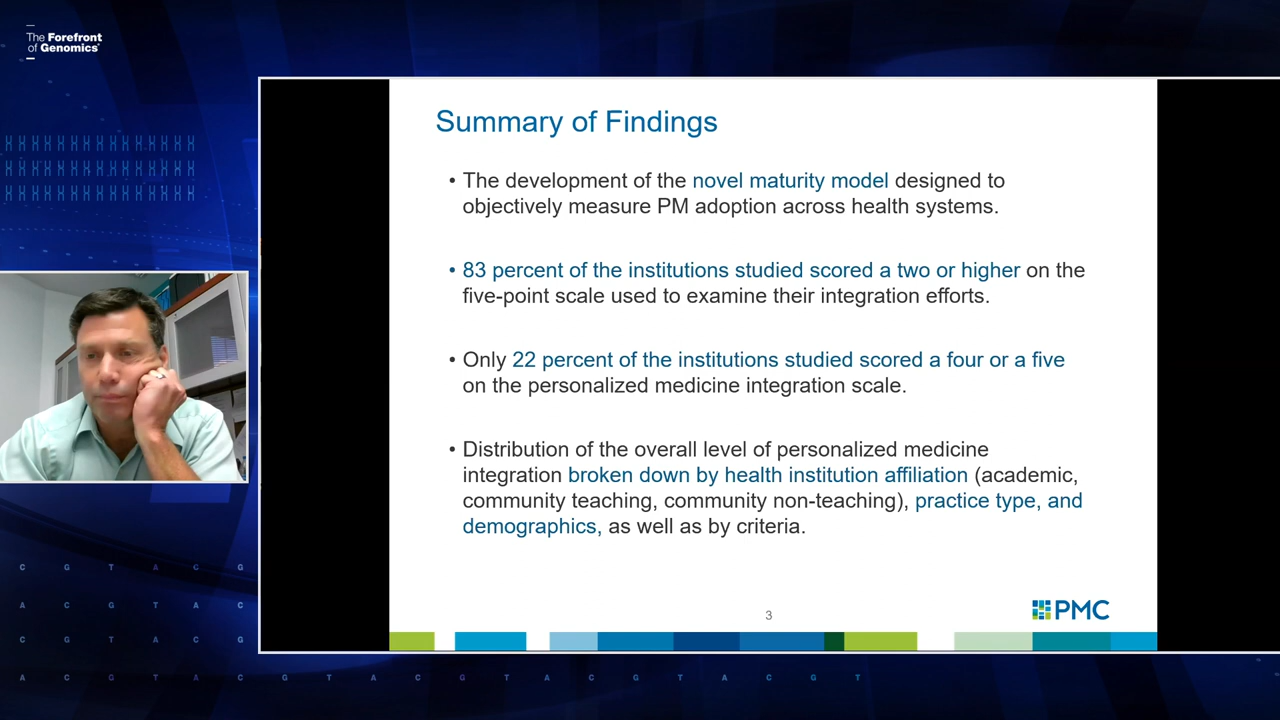 The Forefront
of Genomics®
Summary of Findings
• The development of the novel maturity model designed to
objectively measure PM adoption across health systems.
• 83 percent of the institutions studied scored a two or higher on the
five-point scale used to examine their integration efforts.
• Only 22 percent of the institutions studied scored a four or a five
on the personalized medicine integration scale.
• Distribution of the overall level of personalized medicine
integration broken down by health institution affiliation (academic,
community teaching, community non-teaching), practice type, and
demographics, as well as by criteria.
3
PMC
C G T A C G
A C G T A C
C G T A C G
A C G T A C G T A C G T A C G T A C G T